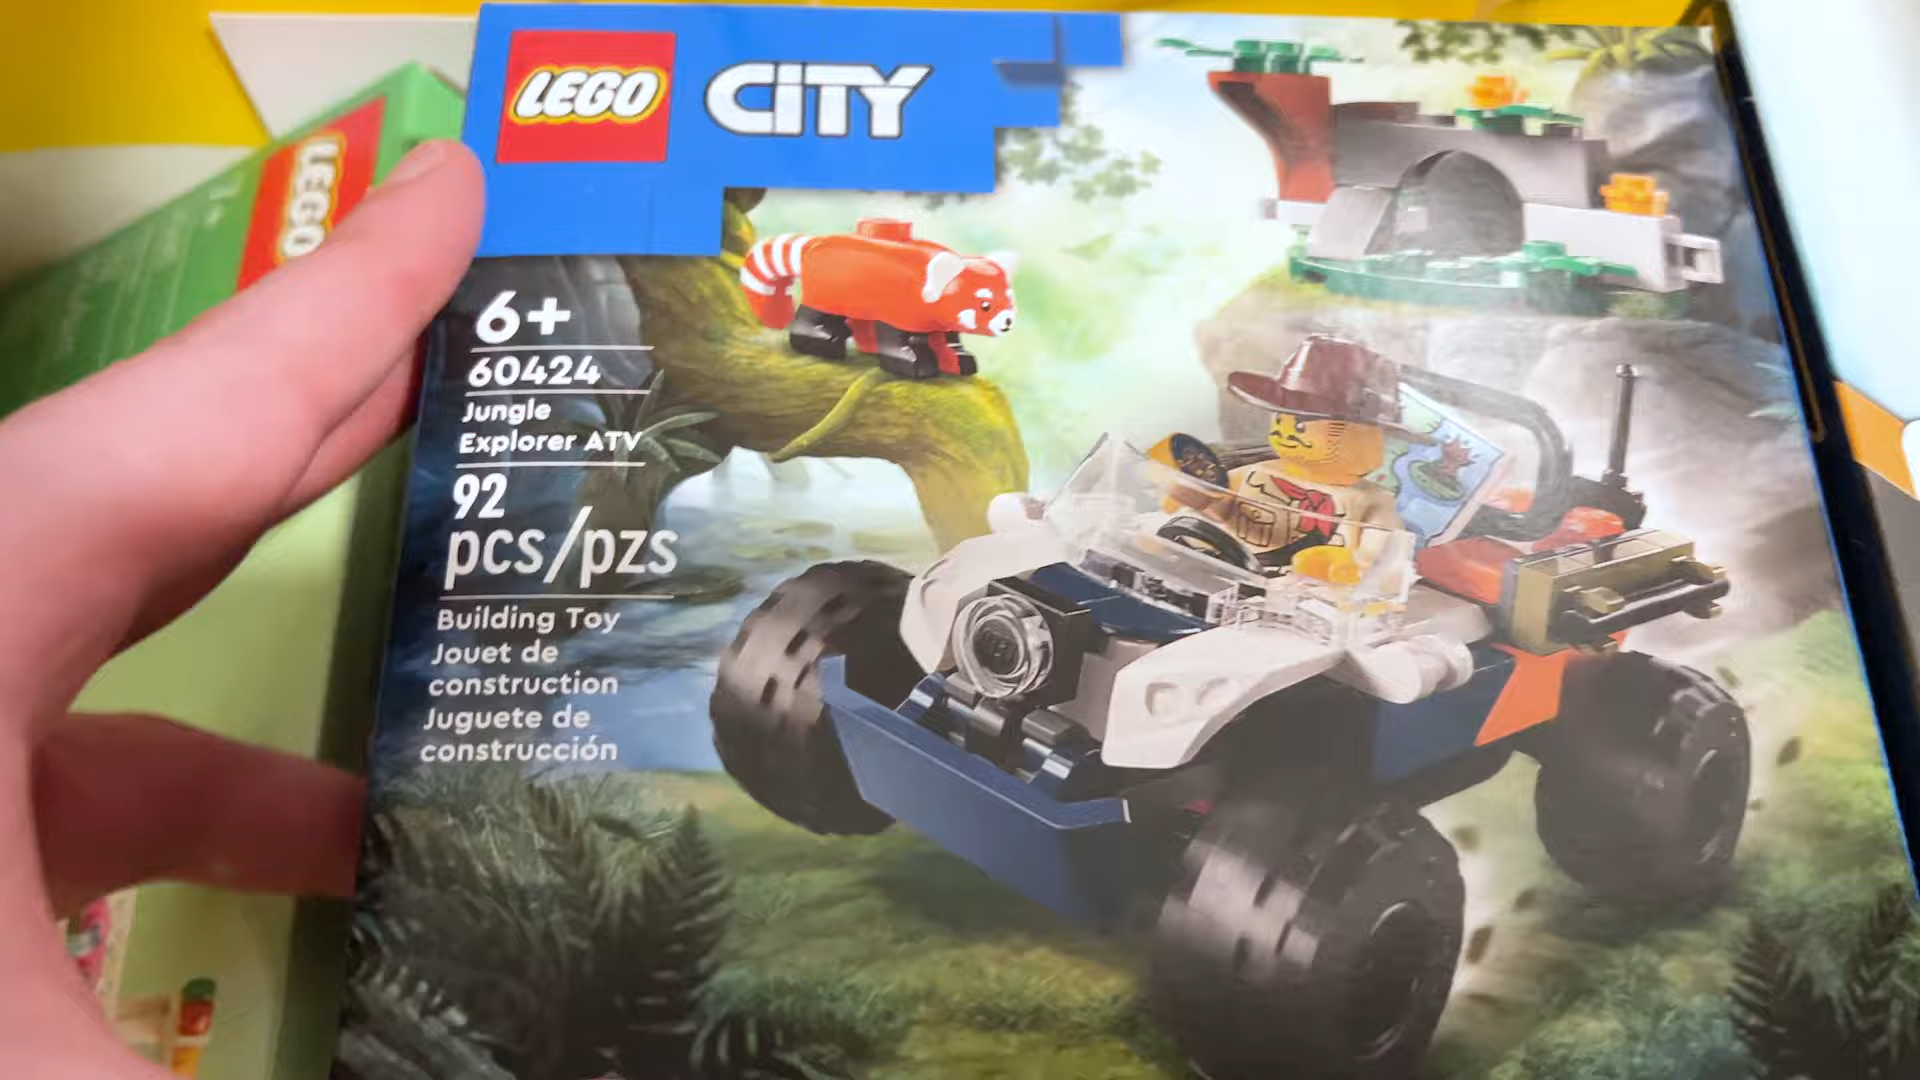 LEGO
LEGO CITY
6+
60424
Jungle
Explorer ATV
92
pcs/pzs
Building Toy
Jouet de
construction
Juguete de
construcción